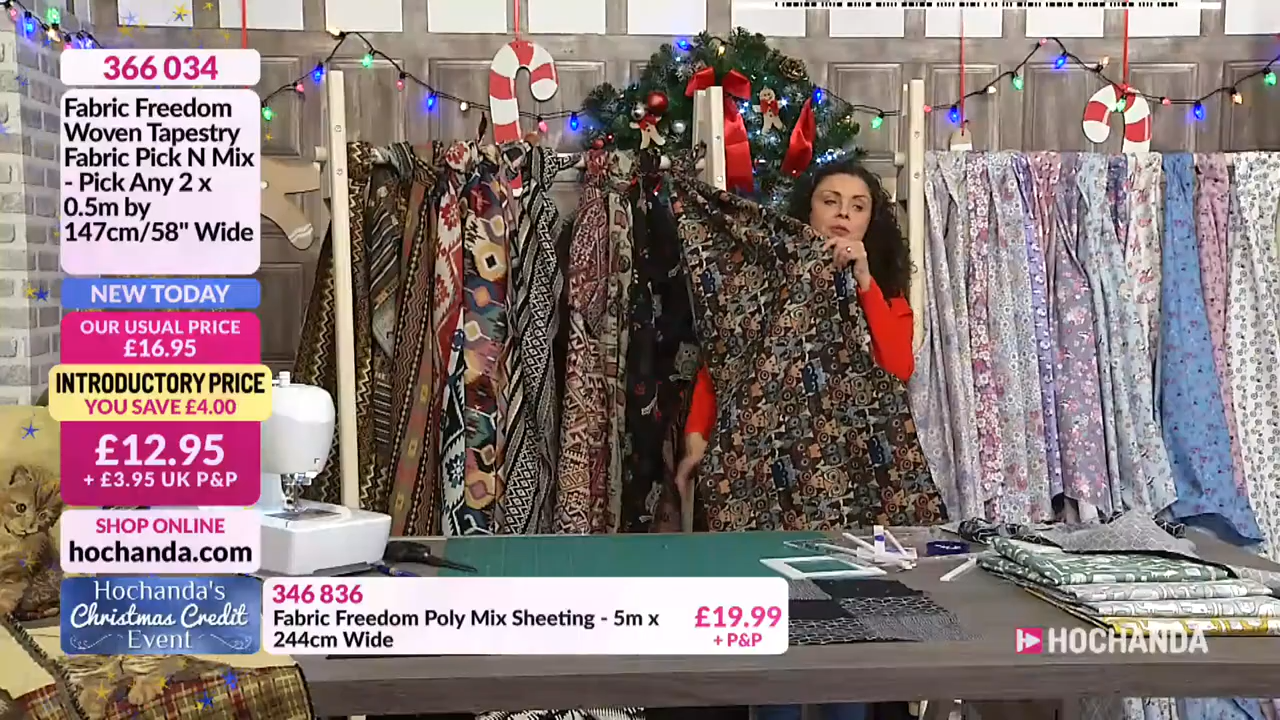 366 034
Fabric Freedom
Woven Tapestry
Fabric Pick N Mix
- Pick Any 2 x
0.5m by
147cm/58" Wide
NEW TODAY
OUR USUAL PRICE
£16.95
INTRODUCTORY PRICE
YOU SAVE £4.00
£12.95
+ £3.95 UK P&P
SHOP ONLINE
hochanda.com
Hochanda's
Christmas Credit
Event
346 836
Fabric Freedom Poly Mix Sheeting - 5m x
244cm Wide
£19.99
+ P&P
HOCHANDA